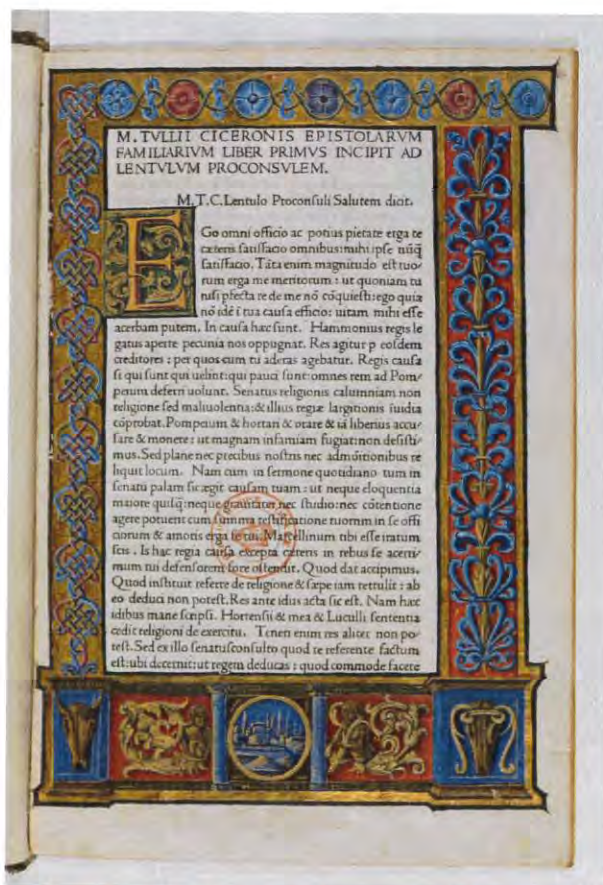 M. TVLLII CICERONIS EPISTOLARVM
FAMILIARIVM LIBER PRIMVS INCIPIT AD
LENTVLVM PROCONSVLEM.
M.T.C. Lentulo Proconsuli Salutem dicit.
EGo omni officio ac potius pietate erga te
cæteris satisfacio omnibus: mihi ipse nūq̄
satisfacio. Tāta enim magnitudo est tuo⸗
rum erga me meritorum: ut quoniam tu
nisi pfecta re de me nō cōquiesti: ego quia
nō idē ī tua causa efficio: uitam mihi esse
acerbam putem. In causa hæc sunt. Hammonius regis le
gatus aperte pecunia nos oppugnat. Res agitur p eosdem
creditores: per quos cum tu aderas agebatur. Regis causa
si qui sunt qui uelint: qui pauci sunt: omnes rem ad Pom⸗
peium deferri uolunt. Senatus religionis calumniam non
religione sed maliuolentia: & illius regiæ largitionis iuidia
cōprobat. Pompeium & hortari & orare & iā liberius accu⸗
sare & monere: ut magnam infamiam fugiat: non desisti⸗
mus. Sed plane nec precibus nostris nec admōitionibus re
liquit locum. Nam cum in sermone quotidiano tum in
senatu palam sic ægit causam tuam: ut neque eloquentia
maiore quisq̄: neque grauitate: nec studio: nec cōtentione
agere potuerit cum summa testificatione tuorum in se offi
ciorum & amoris erga te sui. Marcellinum tibi esse iratum
scis. Is hac regia causa excepta cæteris in rebus se acerri⸗
mum tui defensorem fore ostendit. Quod dat accipimus.
Quod instituit referre de religione & sæpe iam rettulit: ab
eo deduci non potest. Res ante idius acta sic est. Nam hæc
idibus mane scripsi. Hortensii & mea & Luculli sententia
cedit religioni de exercitu. Teneri enim res aliter non po⸗
test. Sed ex illo senatusconsulto quod te referente factum
est: ubi decernit: ut regem deducas: quod commode facere